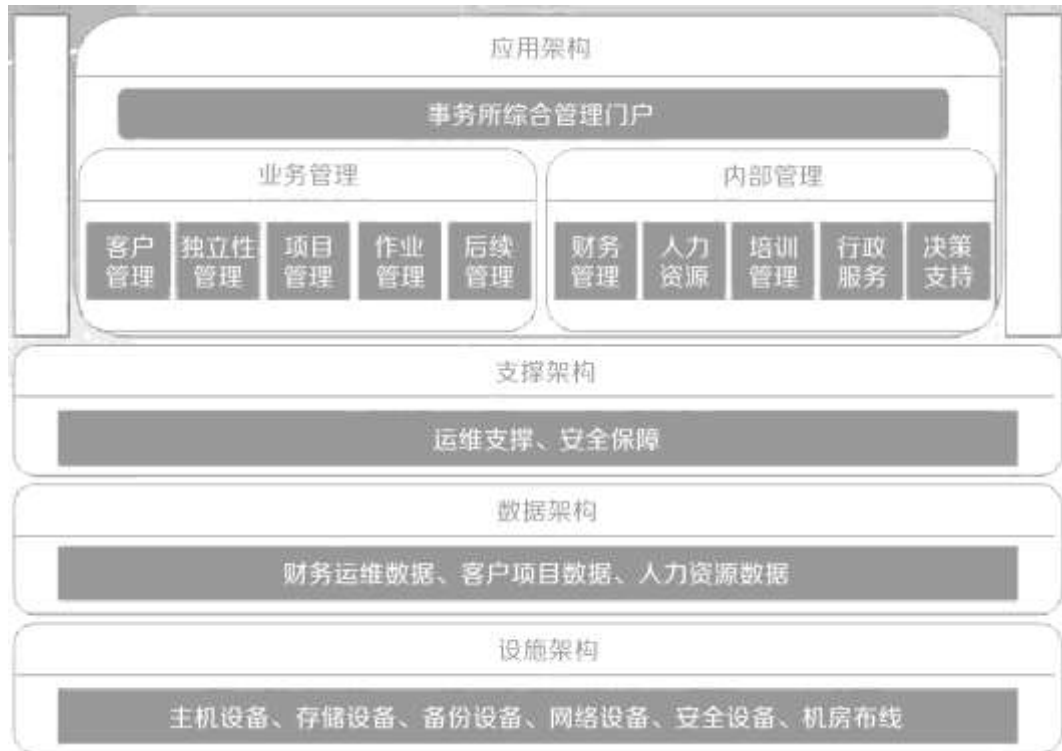 应用架构
事务所综合管理门户
业务管理
内部管理
客户
管理
独立性
管理
项目
管理
作业
管理
后续
管理
财务
管理
人力
资源
培训
管理
行政
服务
决策
支持
支撑架构
运维支撑、安全保障
数据架构
财务运维数据、客户项目数据、人力资源数据
设施架构
主机设备、存储设备、备份设备、网络设备、安全设备、机房布线